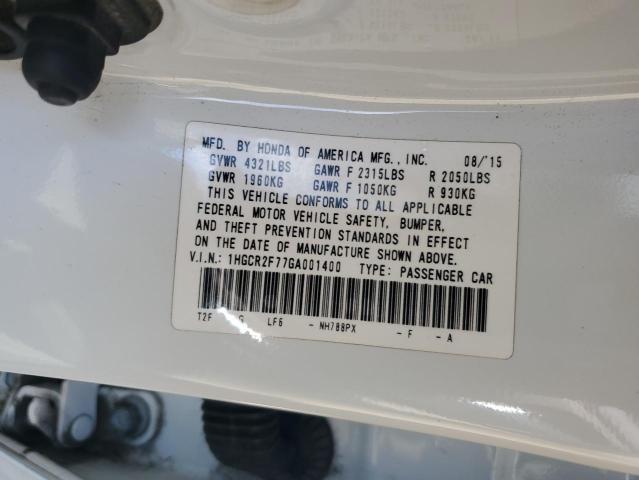 MFD. BY HONDA OF AMERICA MFG., INC. 08/'15
GVWR 4321LBS GAWR F 2315LBS R 2050LBS
GVWR 1960KG GAWR F 1050KG R 930KG
THIS VEHICLE CONFORMS TO ALL APPLICABLE
FEDERAL MOTOR VEHICLE SAFETY, BUMPER,
AND THEFT PREVENTION STANDARDS IN EFFECT
ON THE DATE OF MANUFACTURE SHOWN ABOVE.
V.I.N.: 1HGCR2F77GA001400 TYPE: PASSENGER CAR
T2F G LF6 - NH788PX - F - A